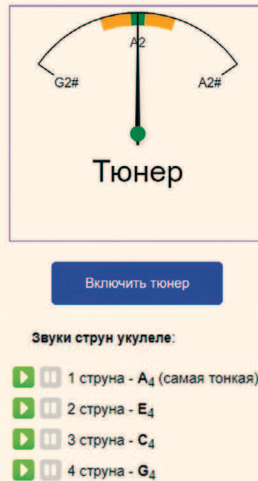 A2
G2# A2#
Тюнер
Включить тюнер
Звуки струн укулеле:
1 струна - A₄ (самая тонкая)
2 струна - E₄
3 струна - C₄
4 струна - G₄